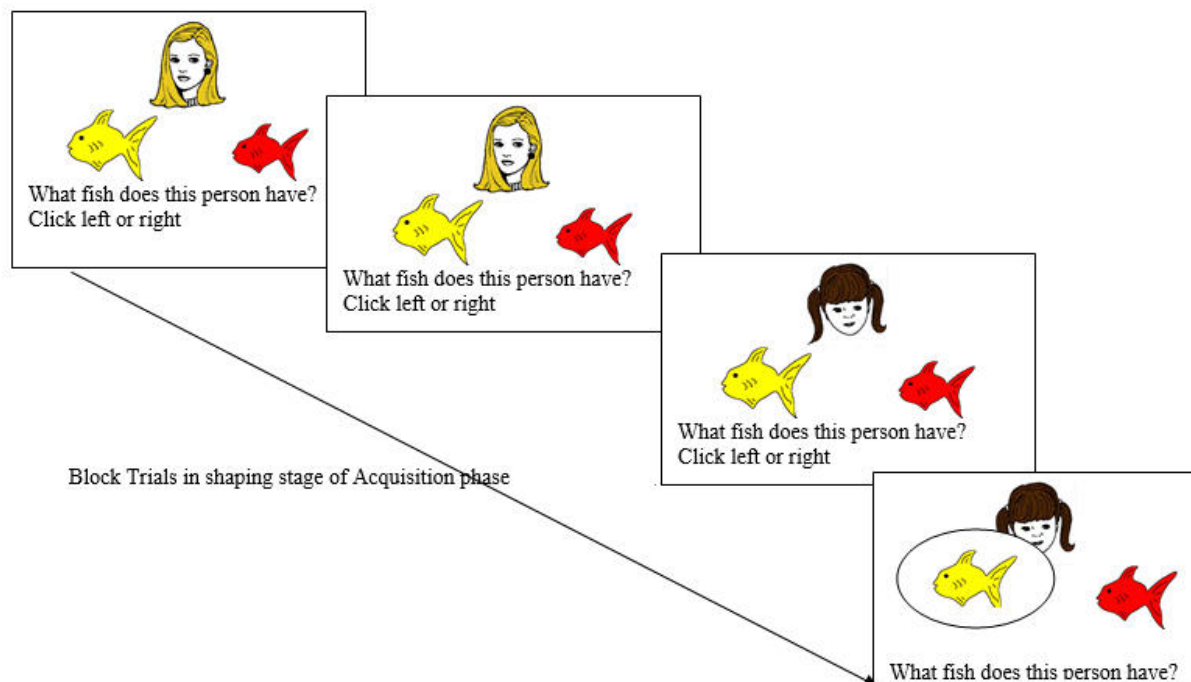 What fish does this person have?
Click left or right
What fish does this person have?
Click left or right
What fish does this person have?
Click left or right
Block Trials in shaping stage of Acquisition phase
What fish does this person have?